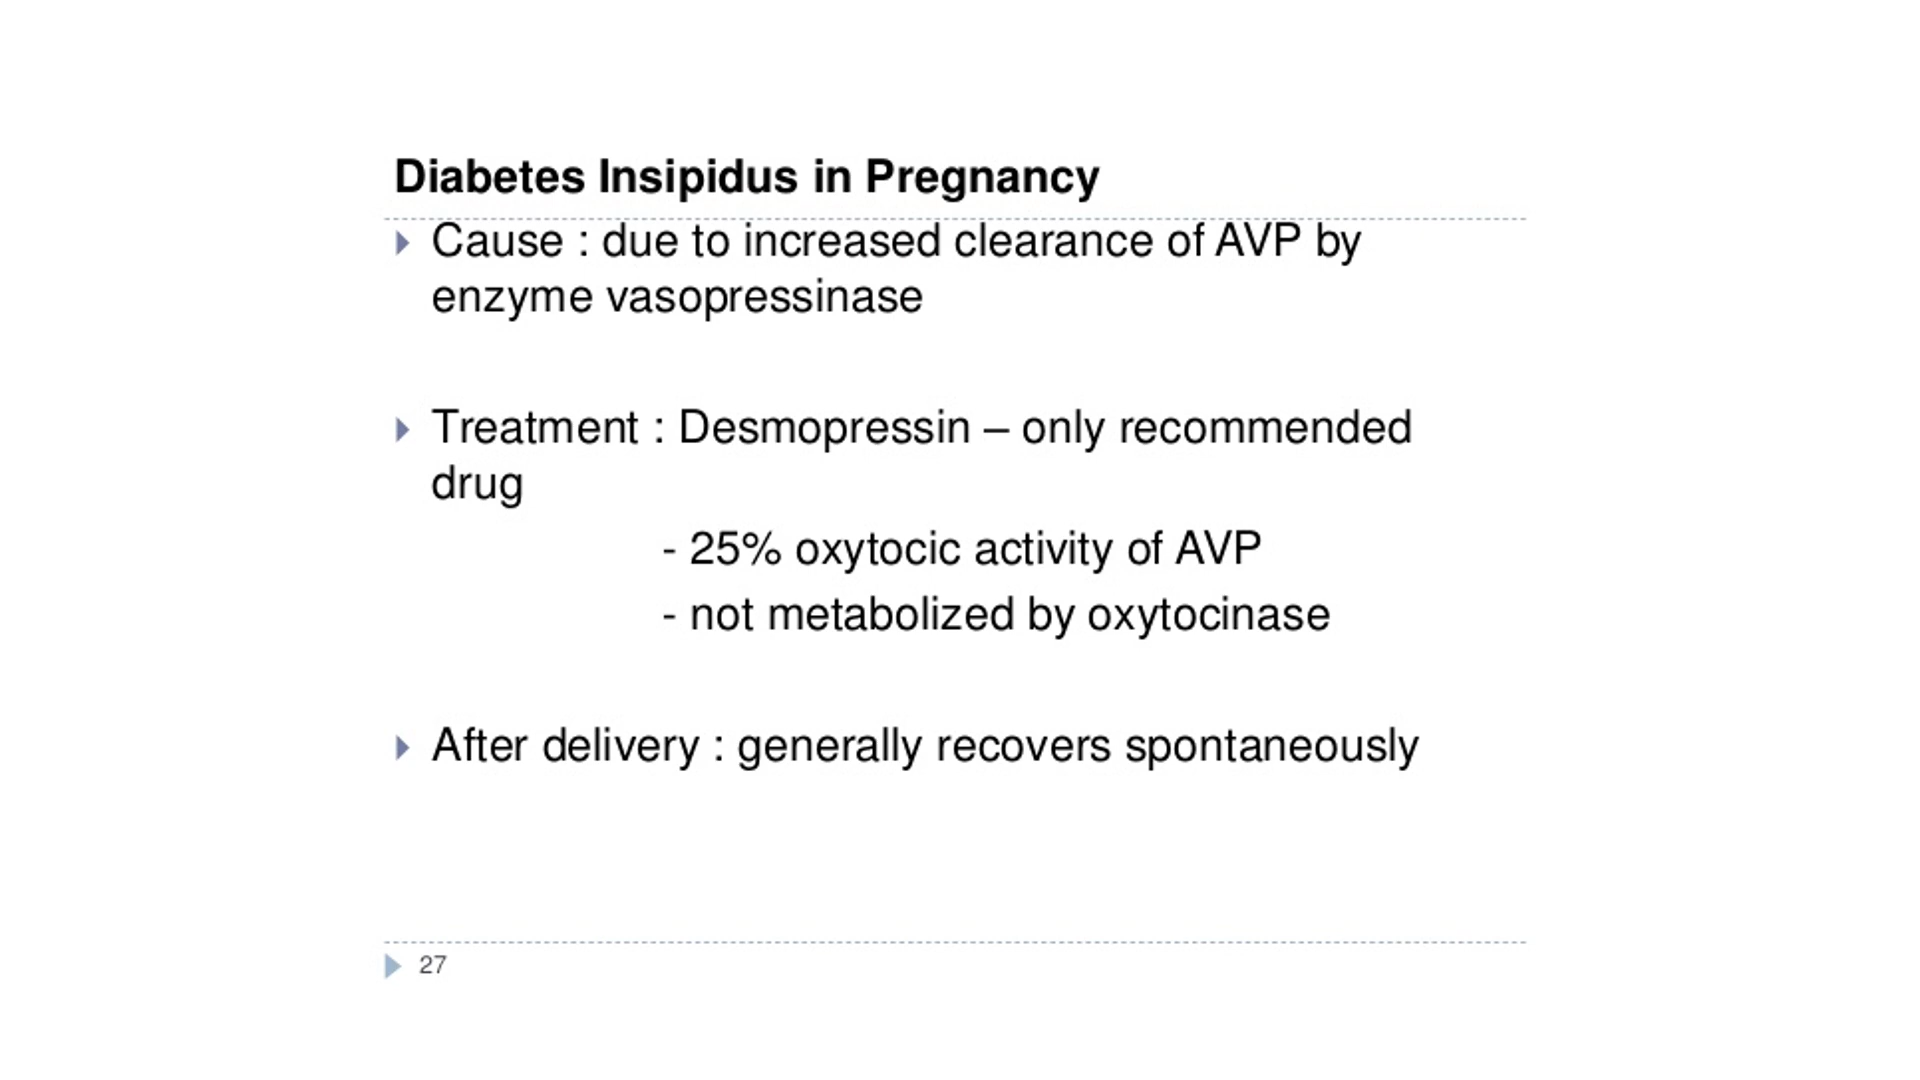 Diabetes Insipidus in Pregnancy
Cause : due to increased clearance of AVP by
enzyme vasopressinase
Treatment : Desmopressin – only recommended
drug
- 25% oxytocic activity of AVP
- not metabolized by oxytocinase
After delivery : generally recovers spontaneously
27